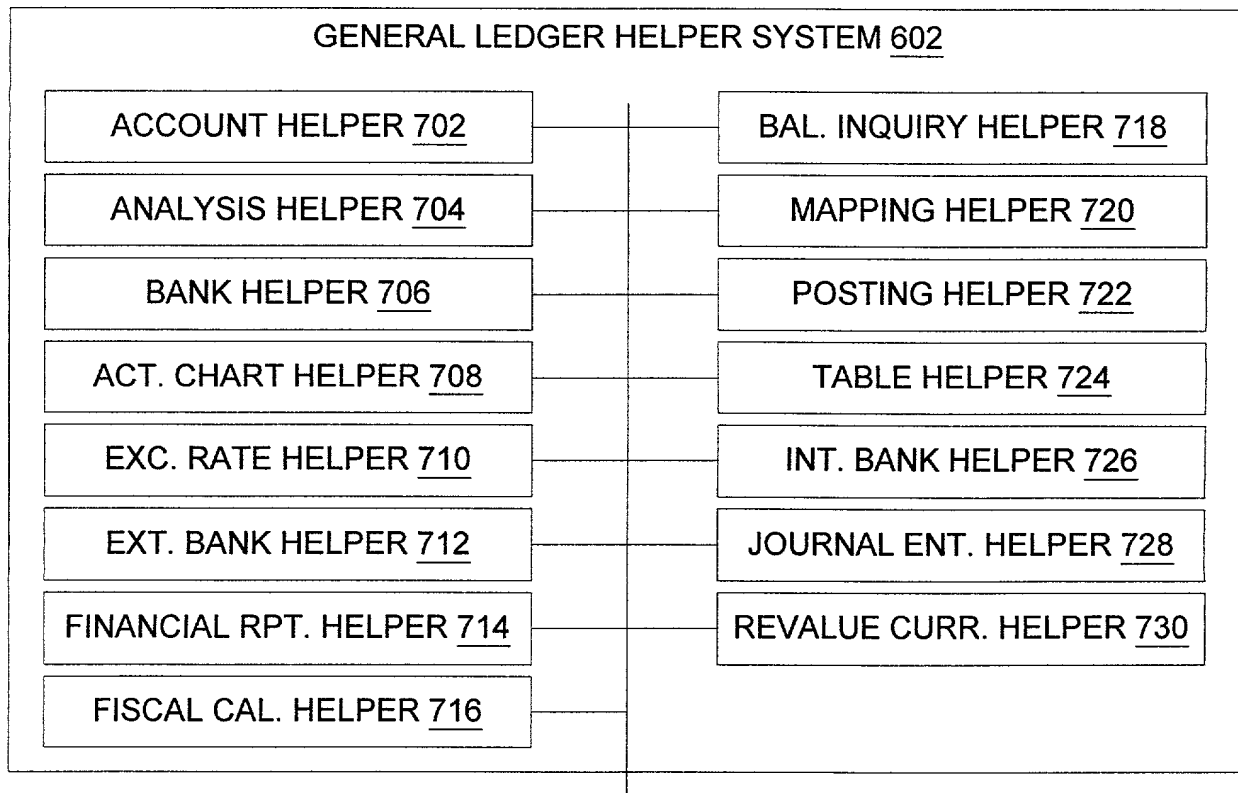 GENERAL LEDGER HELPER SYSTEM 602
ACCOUNT HELPER 702
ANALYSIS HELPER 704
BANK HELPER 706
ACT. CHART HELPER 708
EXC. RATE HELPER 710
EXT. BANK HELPER 712
FINANCIAL RPT. HELPER 714
FISCAL CAL. HELPER 716
BAL. INQUIRY HELPER 718
MAPPING HELPER 720
POSTING HELPER 722
TABLE HELPER 724
INT. BANK HELPER 726
JOURNAL ENT. HELPER 728
REVALUE CURR. HELPER 730